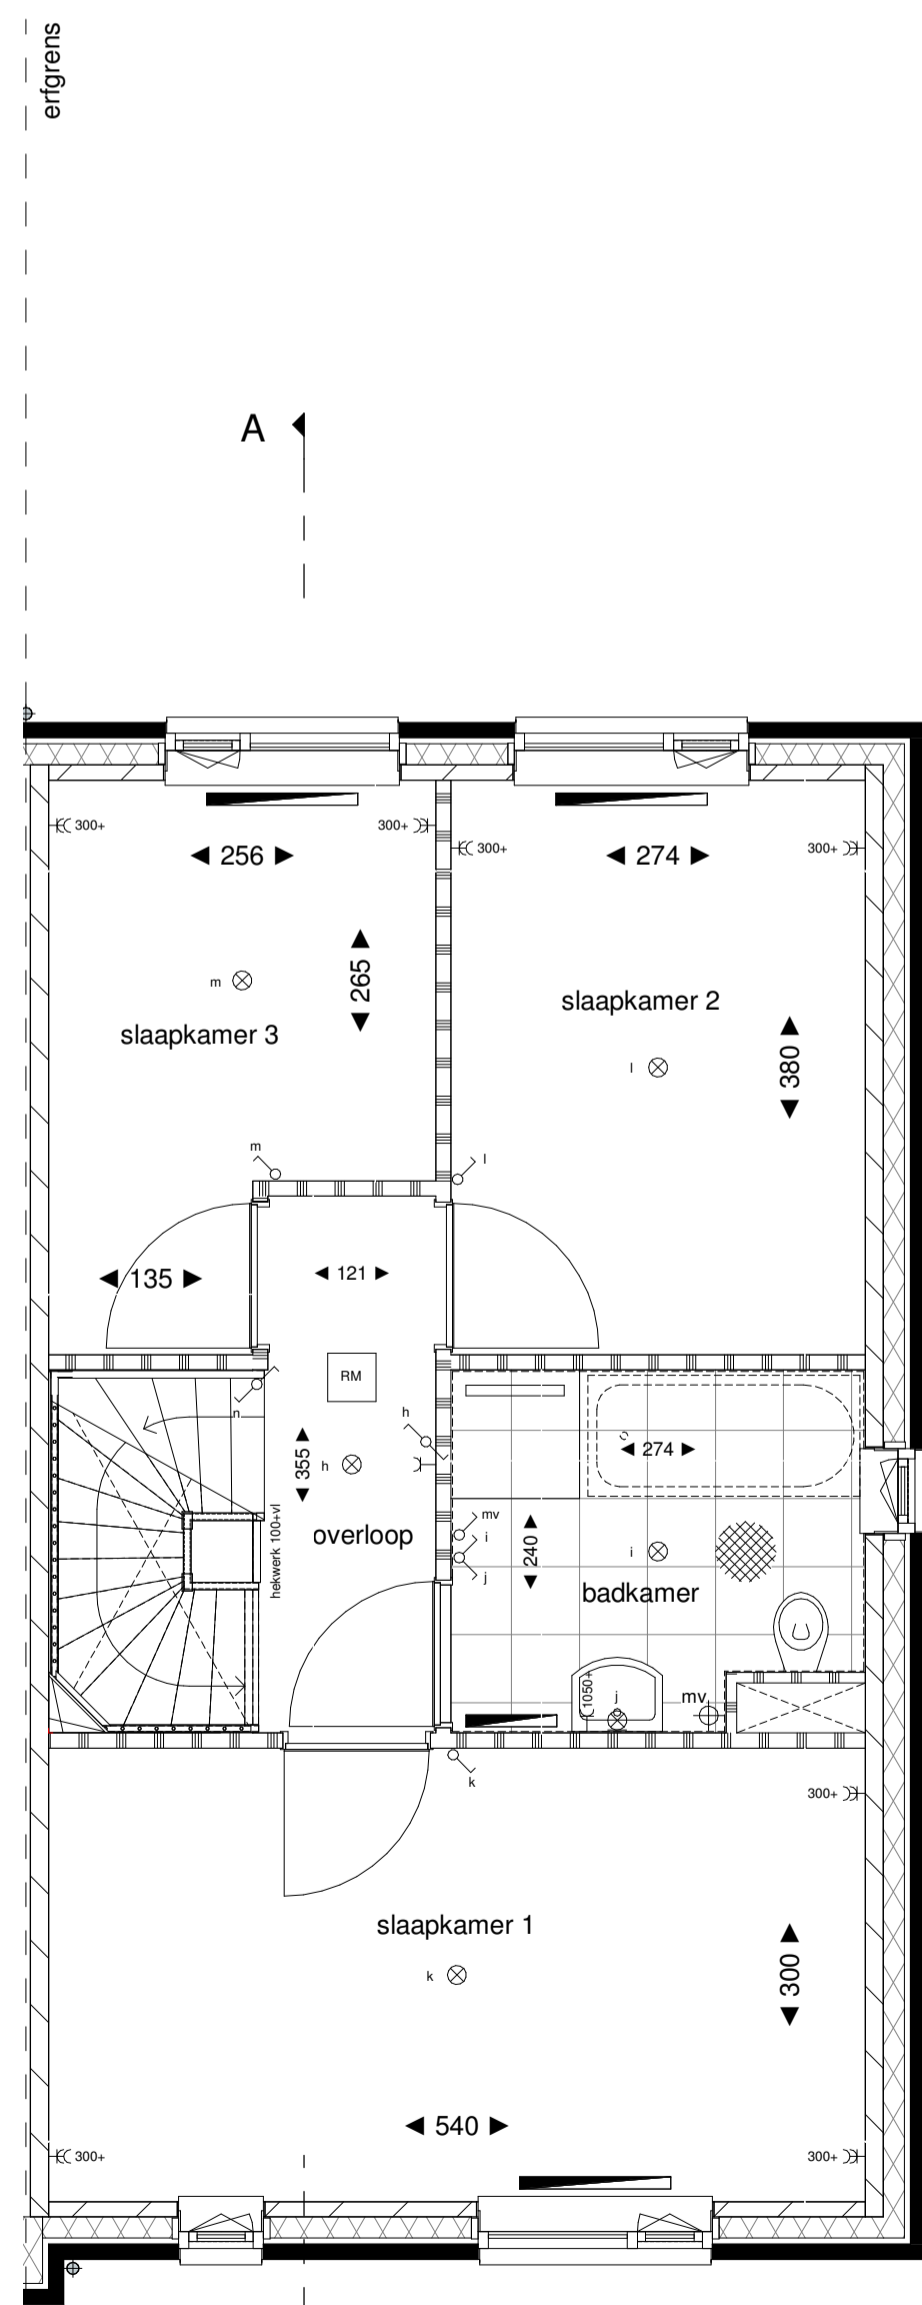 erfgrens
A
300+
300+
300+
300+
256
274
265
m
slaapkamer 3
slaapkamer 2
l
380
m
l
135
121
RM
n
h
355
h
274
hekwerk 100+vl
overloop
mv
i
j
240
i
badkamer
1050+
j
mv
k
300+
slaapkamer 1
k
300
540
300+
300+